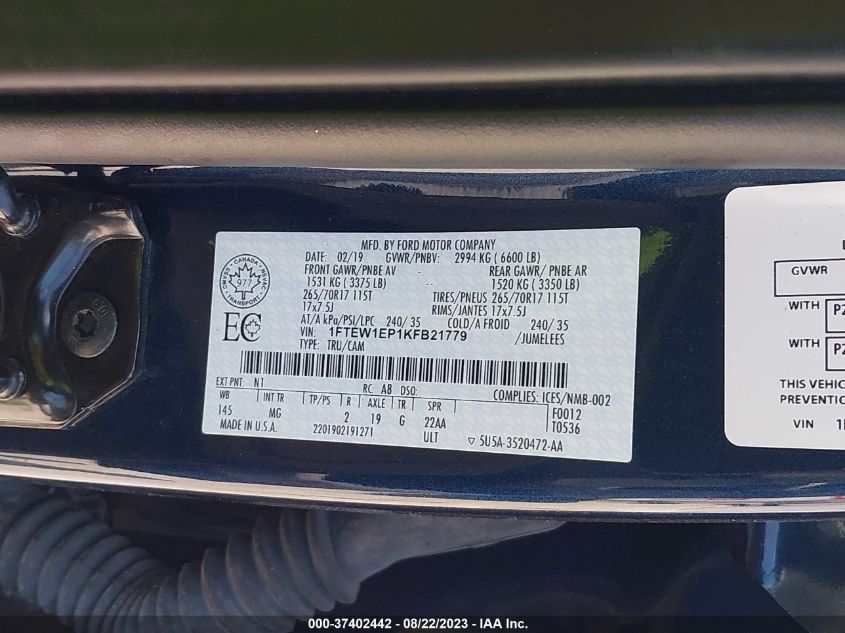 MFD. BY FORD MOTOR COMPANY
DATE: 02/19 GVWR/PNBV: 2994 KG ( 6600 LB)
FRONT GAWR/PNBE AV REAR GAWR/ PNBE AR
1531 KG ( 3375 LB) 1520 KG ( 3350 LB)
265/70R17 115T TIRES/PNEUS 265/70R17 115T
17x7.5J RIMS/JANTES 17x7.5J
AT/A kPa/PSI/LPC 240/35 COLD/A FROID 240/35
VIN: 1FTEW1EP1KFB21779 /JUMELEES
TYPE: TRU/CAM
CANADA
977
TRANSPORT
EC
EXT PNT: N1 RC: A8 DSO: COMPLIES: ICES/NMB-002
WB INT TR TP/PS R AXLE TR SPR F0012
145 MG 2 19 G 22AA T0536
MADE IN U.S.A. 2201902191271 ULT 5U5A-3520472-AA
GVWR
WITH
WITH
THIS VEHIC
PREVENTIO
VIN
000-37402442 - 08/22/2023 - IAA Inc.